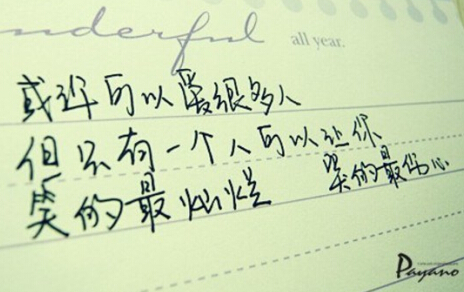 nderful
all year.
或许可以爱很多人
但只有一个人可以让你
笑的最灿烂 哭的最伤心
Payano